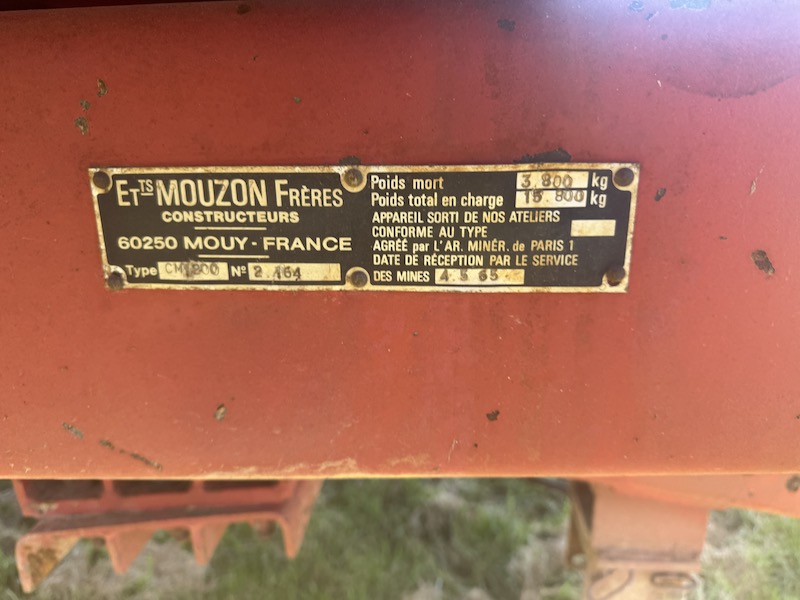 ETTS MOUZON FRÈRES
CONSTRUCTEURS
60250 MOUY - FRANCE
Type CM1800 Nº 2.164
Poids mort 3.800 kg
Poids total en charge 15.800 kg
APPAREIL SORTI DE NOS ATELIERS
CONFORME AU TYPE
AGRÉÉ par L'AR. MINÉR. de PARIS 1
DATE DE RÉCEPTION PAR LE SERVICE
DES MINES 4.5 65